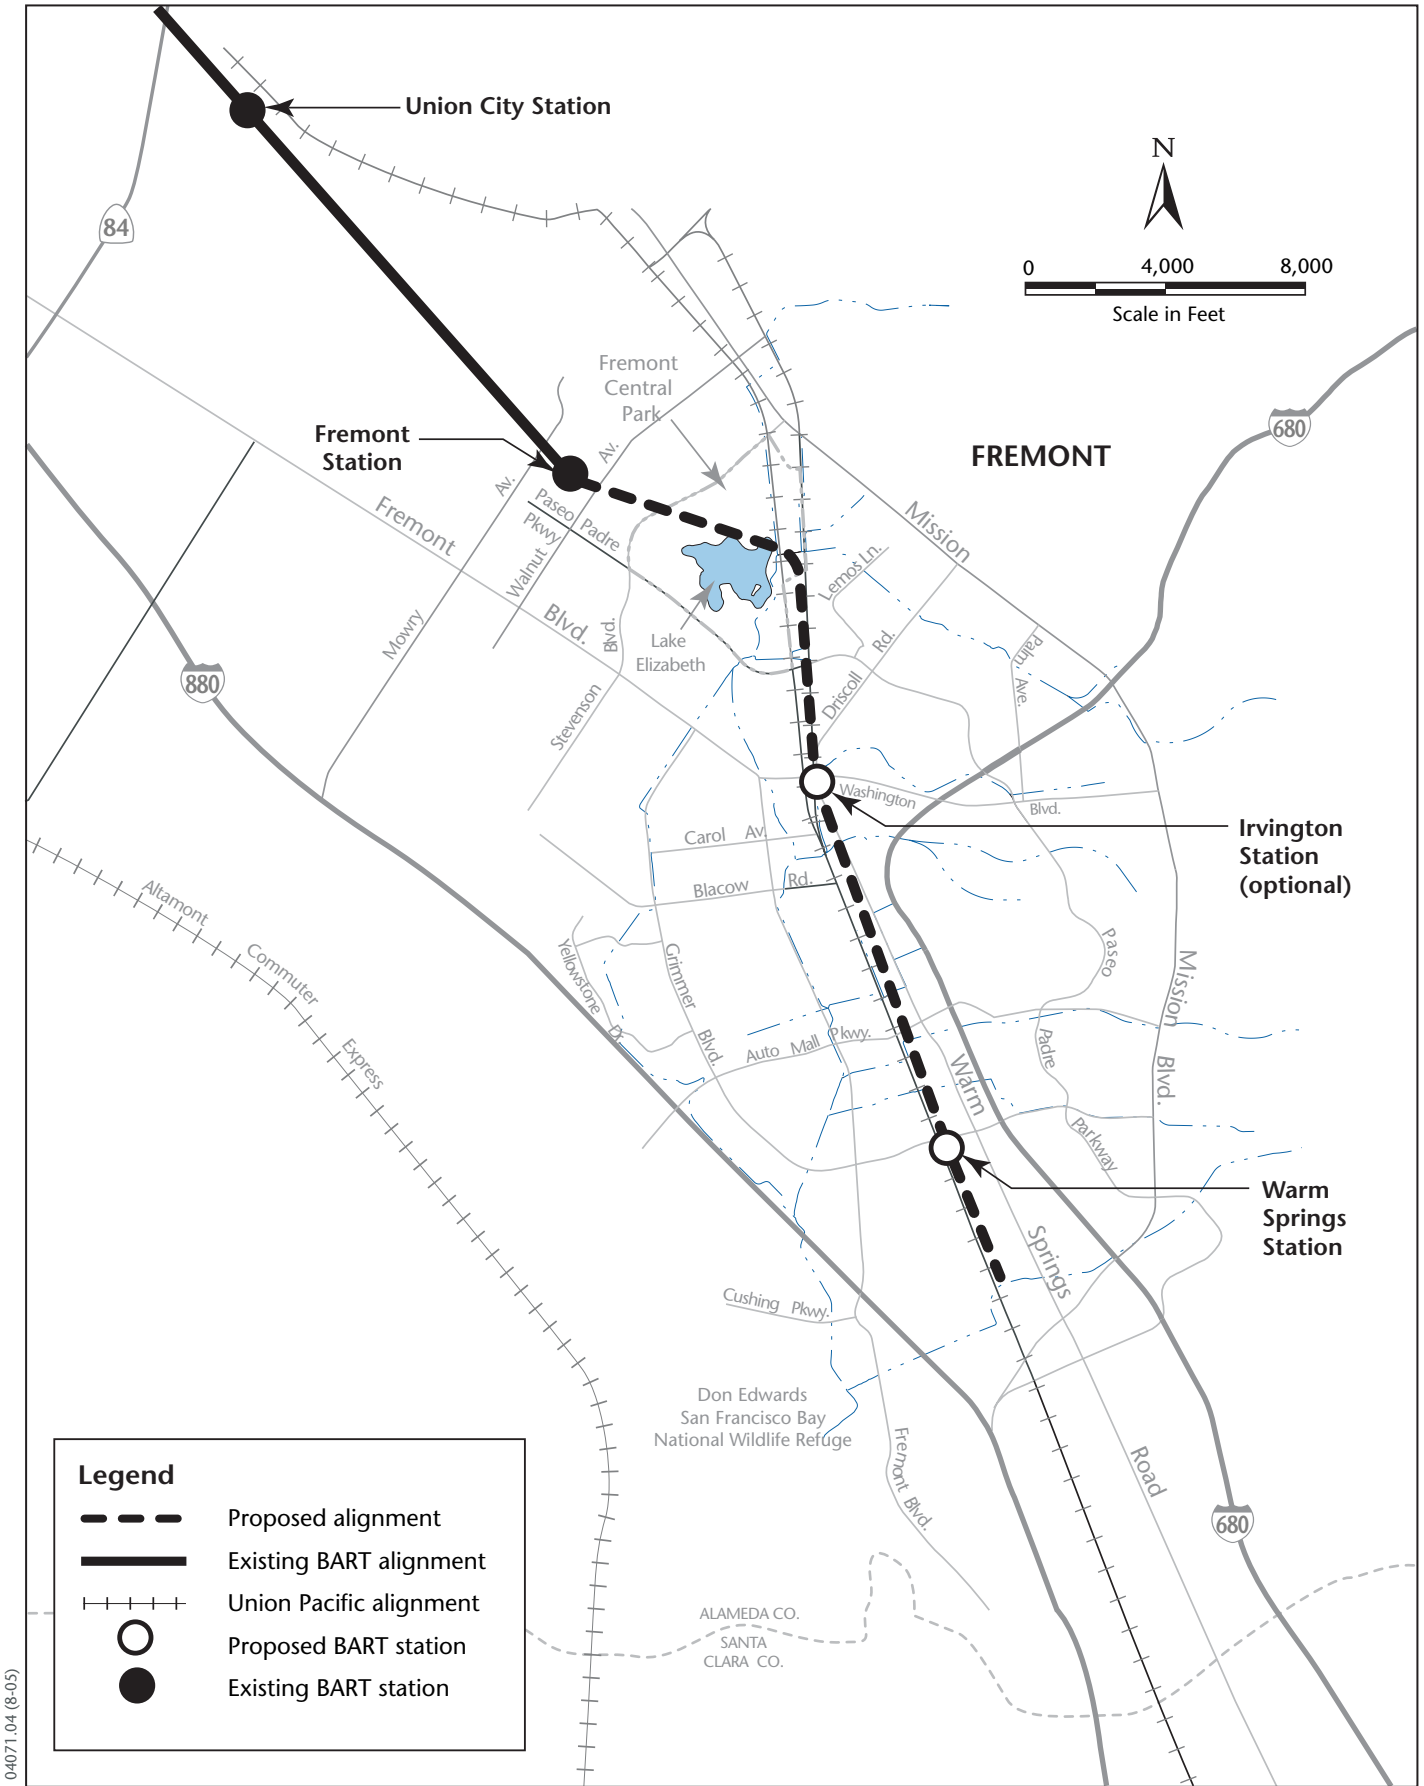 Union City Station
N
84
0 4,000 8,000
Scale in Feet
Fremont
Central
Park
680
Fremont
Station
FREMONT
Av.
Av.
Mission
Fremont
Paseo Padre
Pkwy
Walnut
Lemos Ln.
Blvd.
Mowry
Blvd.
Lake
Elizabeth
Rd.
Palm
Ave.
880
Driscoll
Stevenson
Washington
Blvd.
Carol Av.
Irvington
Station
(optional)
Blacow Rd.
Altamont
Commuter
Express
Yellowstone
Dr.
Grimmer
Blvd.
Paseo
Padre
Parkway
Mission
Blvd.
Auto Mall Pkwy.
Warm
Springs
Road
Warm
Springs
Station
Cushing Pkwy.
Don Edwards
San Francisco Bay
National Wildlife Refuge
Fremont Blvd.
680
Legend
Proposed alignment
Existing BART alignment
Union Pacific alignment
Proposed BART station
Existing BART station
ALAMEDA CO.
SANTA
CLARA CO.
04071.04 (8-05)